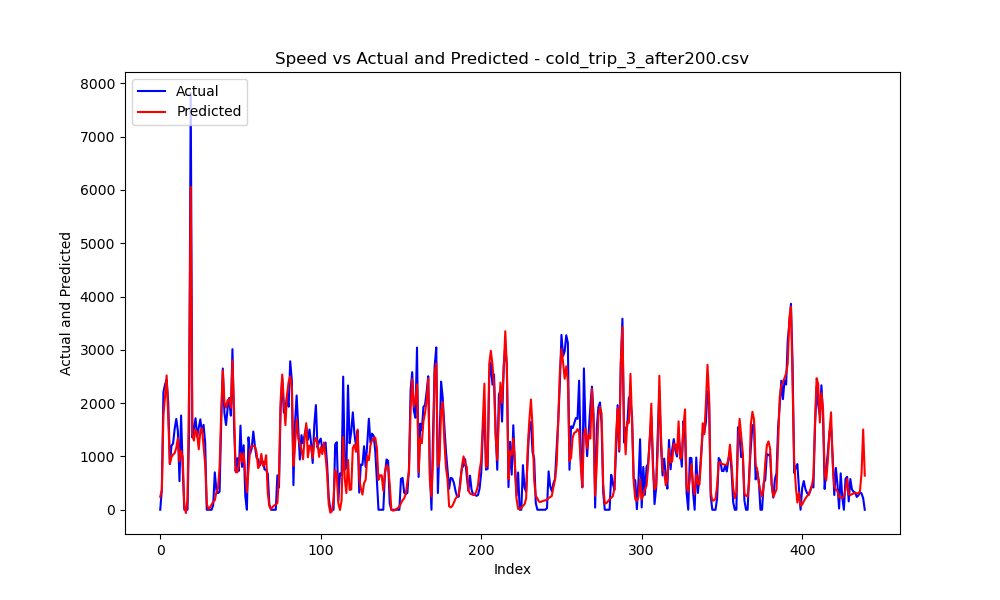 Speed vs Actual and Predicted - cold_trip_3_after200.csv
Actual
Predicted
8000
7000
6000
5000
4000
3000
2000
1000
0
Actual and Predicted
0 100 200 300 400
Index